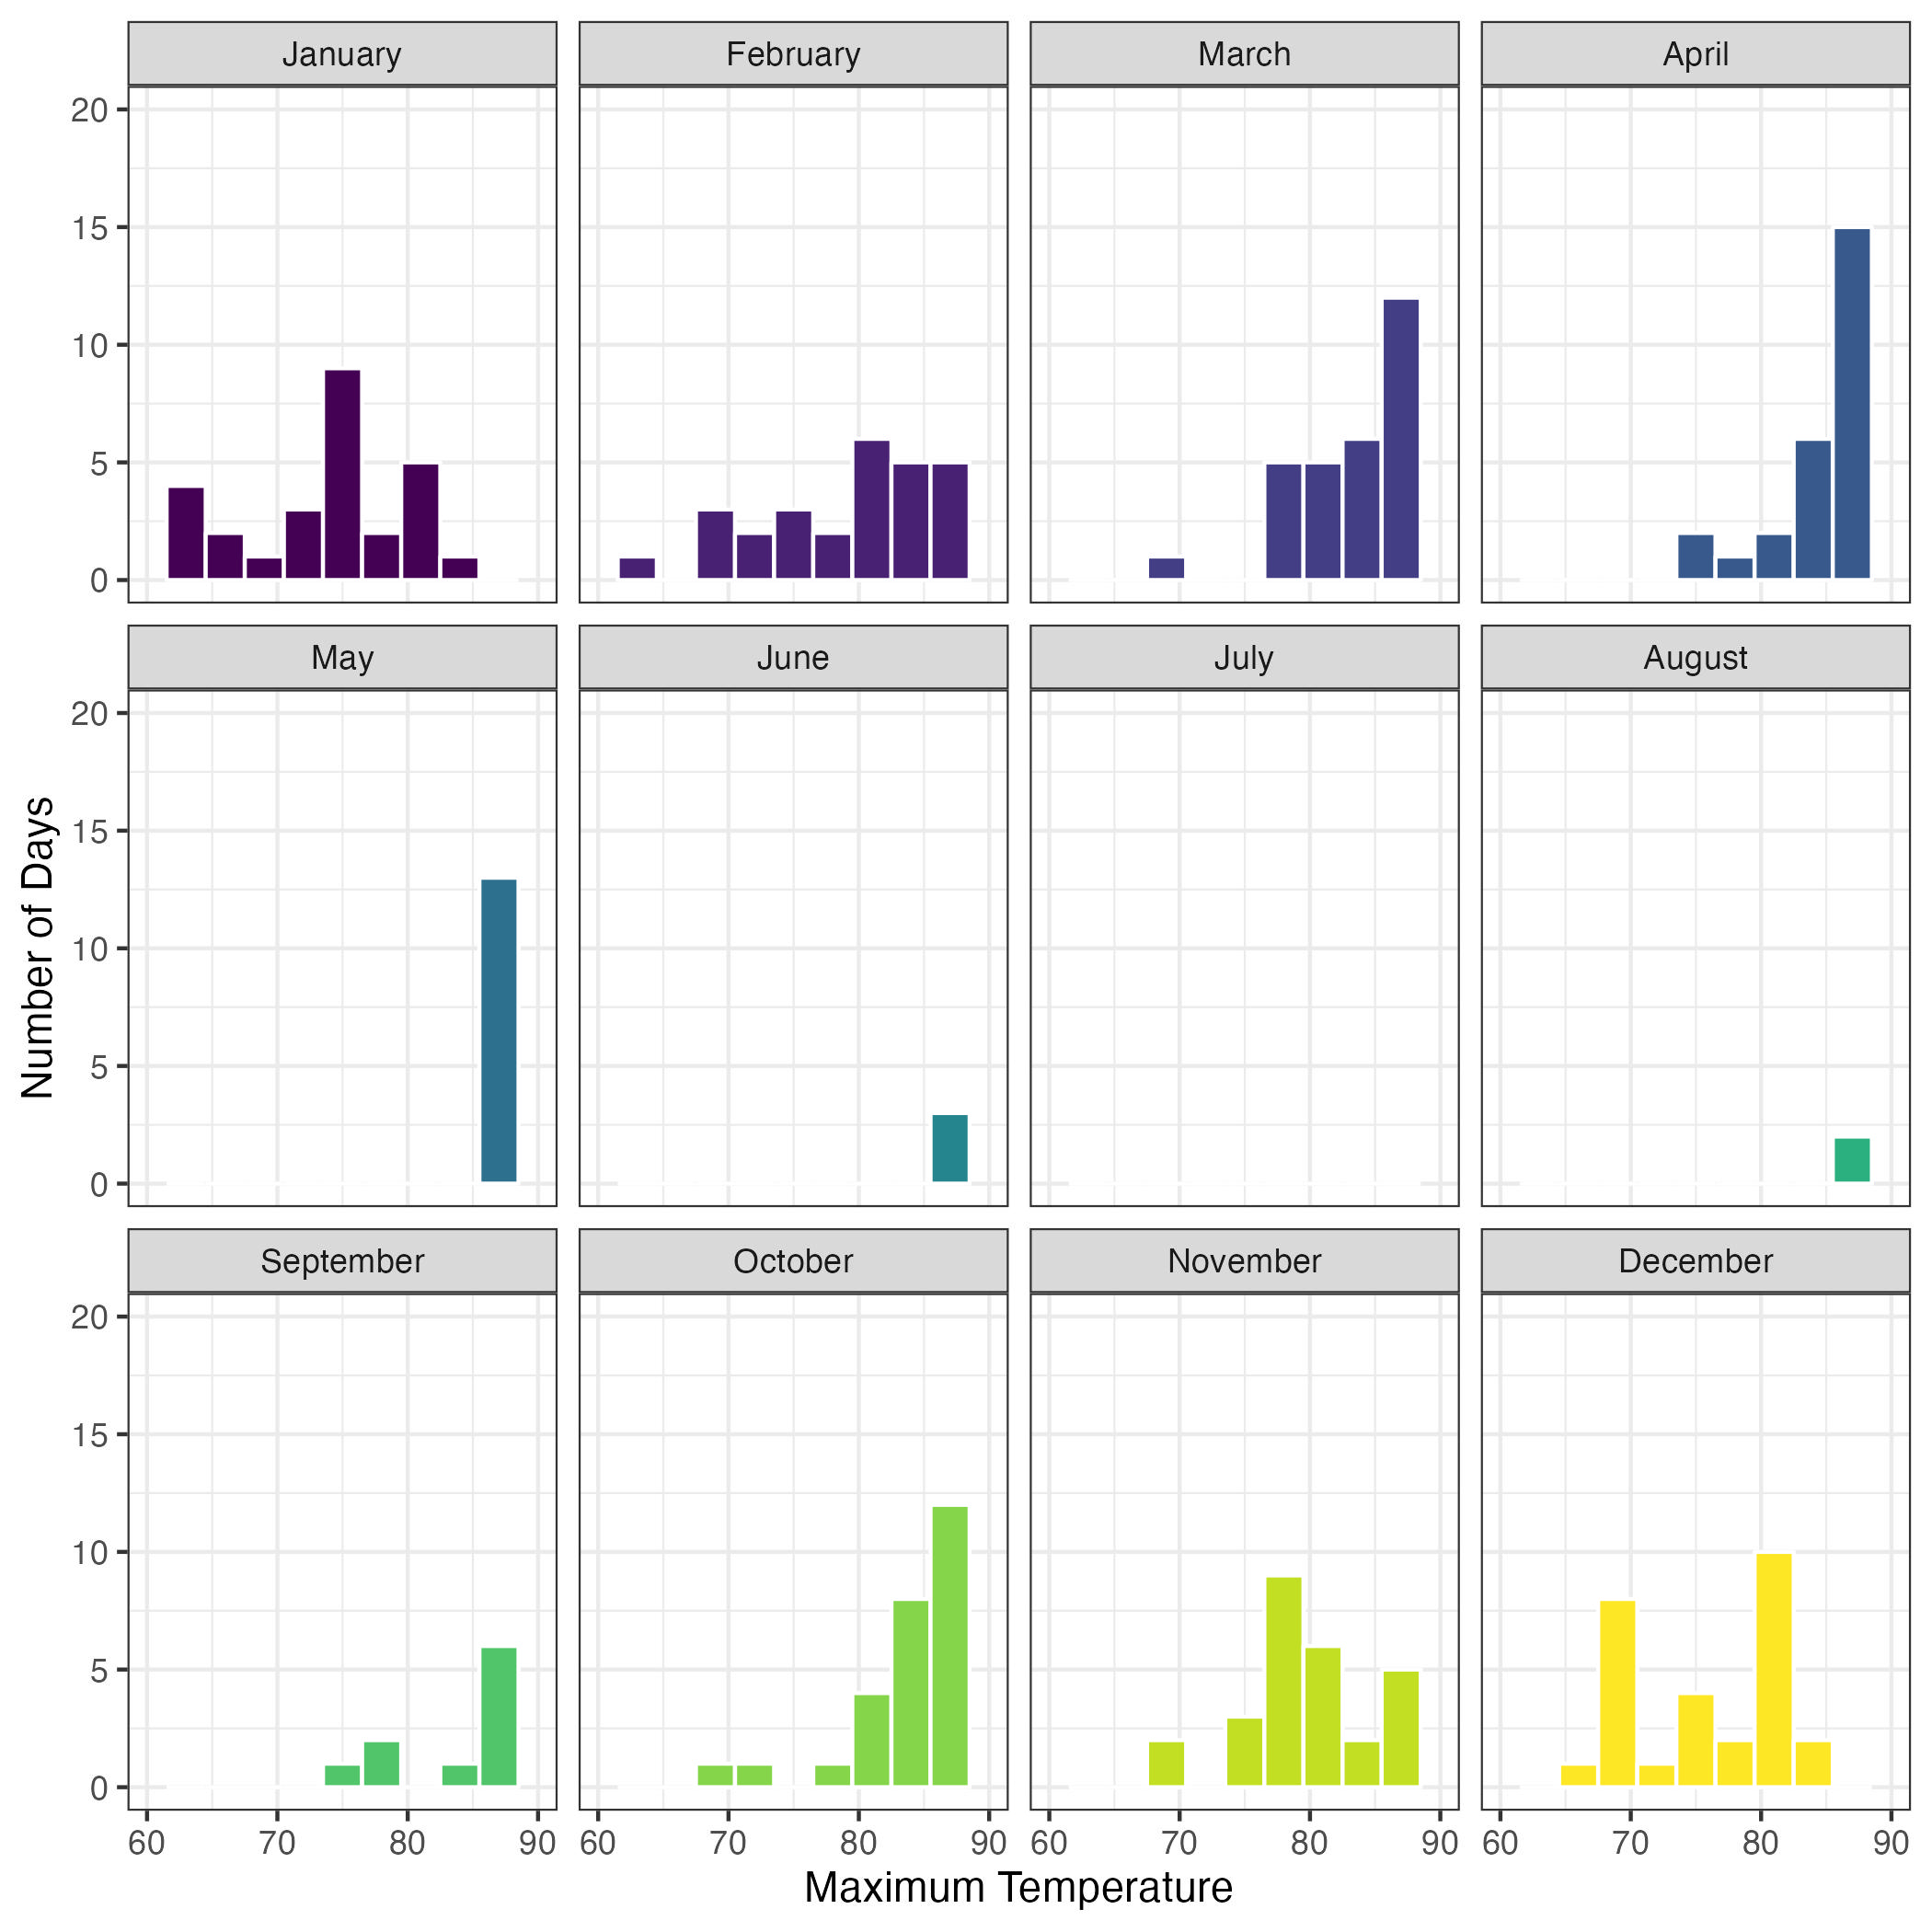 January February March April
20
15
10
5
0
May June July August
20
15
10
5
0
September October November December
20
15
10
5
0
60 70 80 90 60 70 80 90 60 70 80 90 60 70 80 90
Maximum Temperature
Number of Days